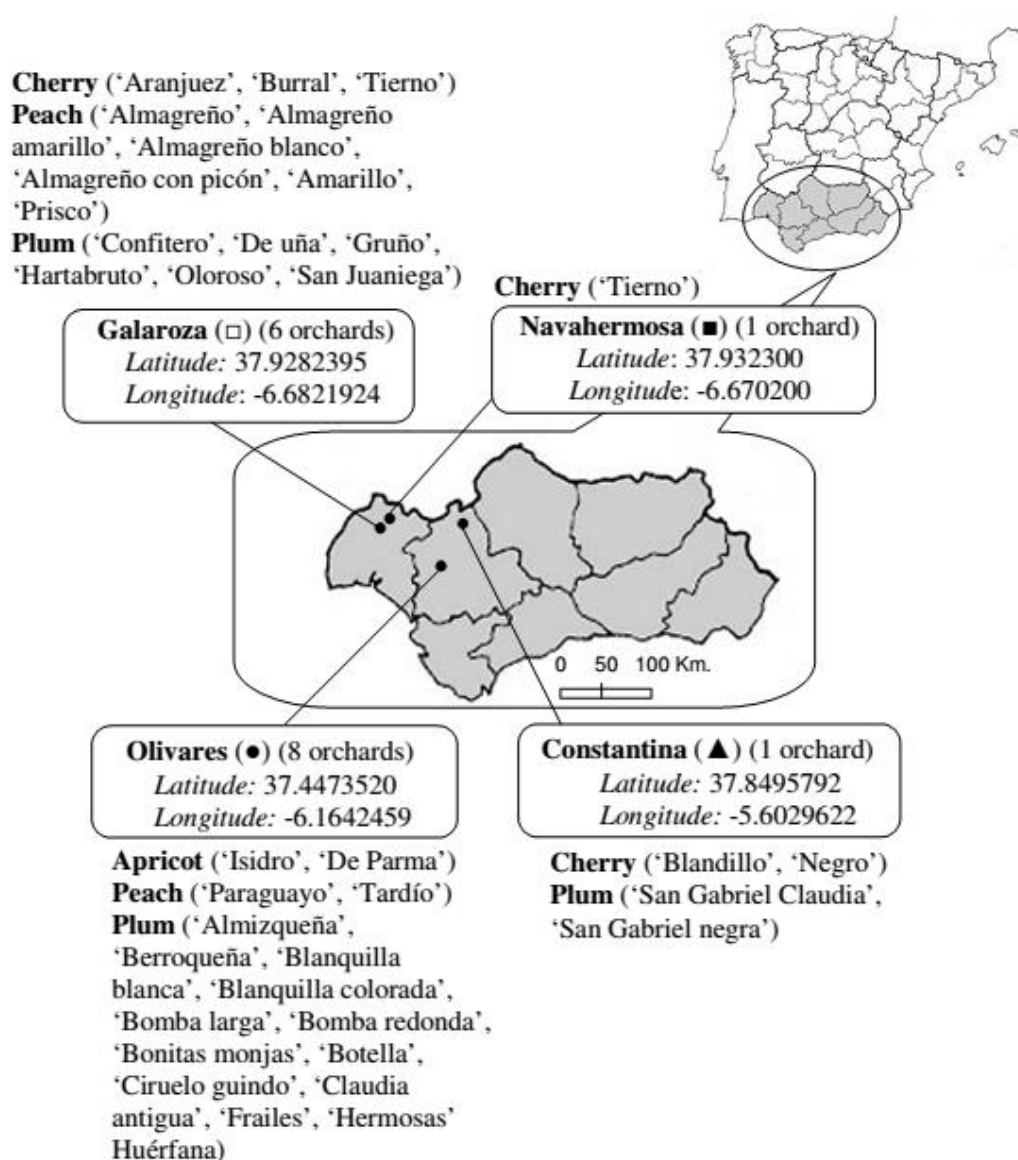 Cherry (‘Aranjuez’, ‘Burral’, ‘Tierno’)
Peach (‘Almagreño’, ‘Almagreño
amarillo’, ‘Almagreño blanco’,
‘Almagreño con picón’, ‘Amarillo’,
‘Prisco’)
Plum (‘Confitero’, ‘De uña’, ‘Gruño’,
‘Hartabruto’, ‘Oloroso’, ‘San Juaniega’)
Galaroza (□) (6 orchards)
Latitude: 37.9282395
Longitude: -6.6821924
Cherry (‘Tierno’)
Navahermosa (■) (1 orchard)
Latitude: 37.932300
Longitude: -6.670200
0 50 100 Km.
Olivares (●) (8 orchards)
Latitude: 37.4473520
Longitude: -6.1642459
Apricot (‘Isidro’, ‘De Parma’)
Peach (‘Paraguayo’, ‘Tardío’)
Plum (‘Almizqueña’,
‘Berroqueña’, ‘Blanquilla
blanca’, ‘Blanquilla colorada’,
‘Bomba larga’, ‘Bomba redonda’,
‘Bonitas monjas’, ‘Botella’,
‘Ciruelo guindo’, ‘Claudia
antigua’, ‘Frailes’, ‘Hermosas’
Huérfana)
Constantina (▲) (1 orchard)
Latitude: 37.8495792
Longitude: -5.6029622
Cherry (‘Blandillo’, ‘Negro’)
Plum (‘San Gabriel Claudia’,
‘San Gabriel negra’)